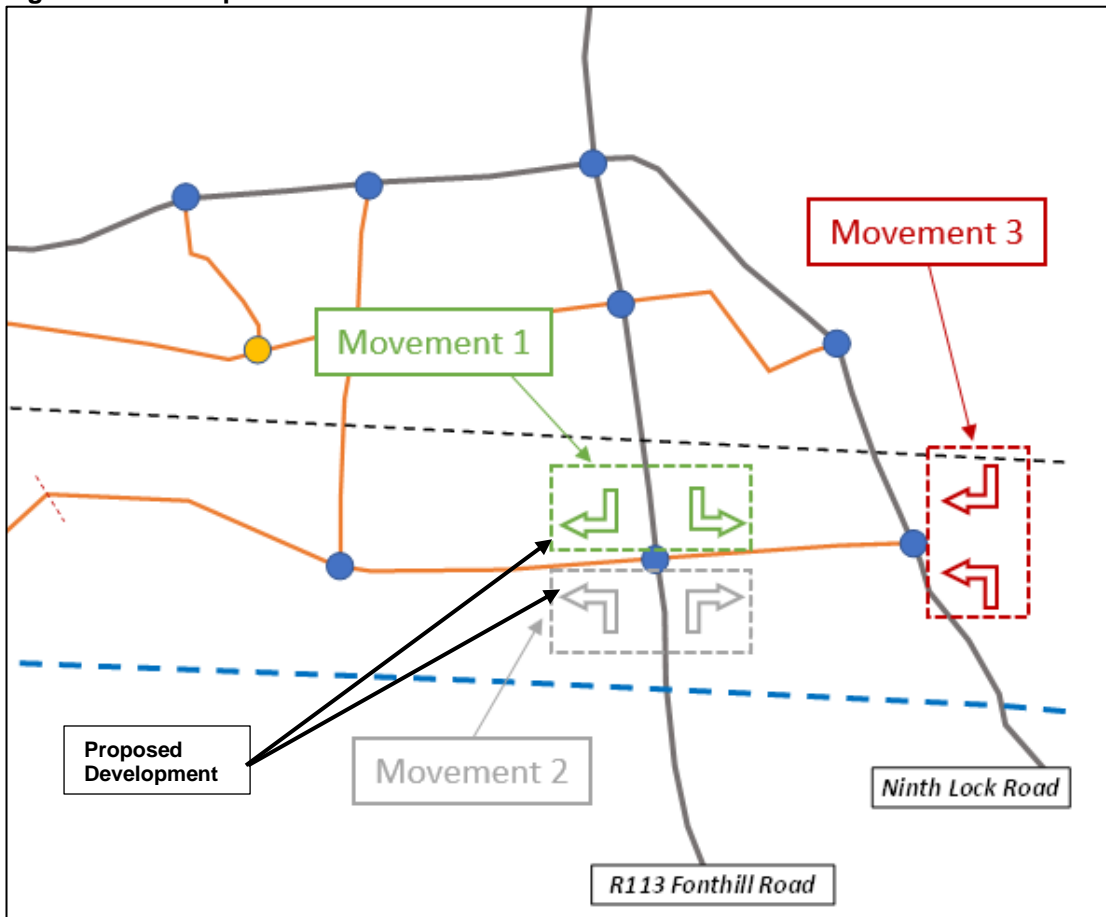 Movement 3
Movement 1
Proposed
Development
Movement 2
Ninth Lock Road
R113 Fonthill Road